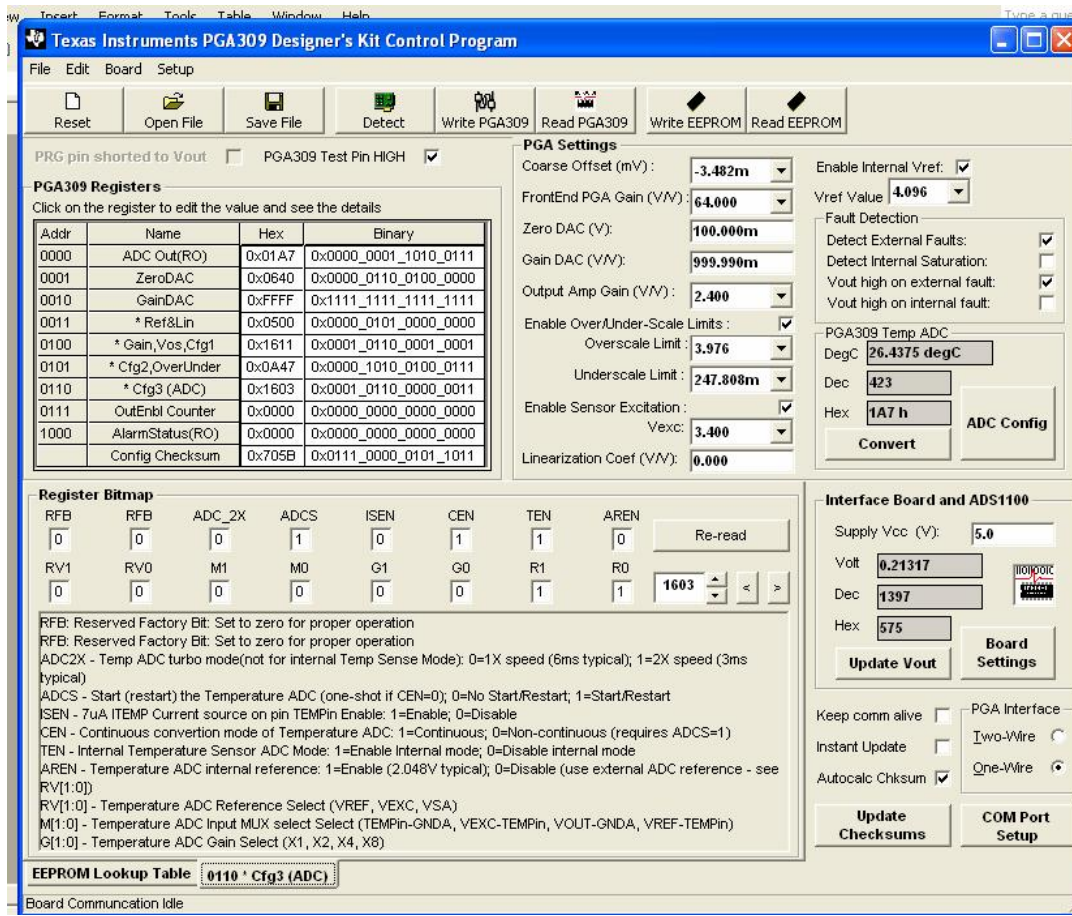 Insert Format Tools Table Window Help
Type a que
Texas Instruments PGA309 Designer's Kit Control Program
File Edit Board Setup
Reset Open File Save File Detect Write PGA309 Read PGA309 Write EEPROM Read EEPROM
PRG pin shorted to Vout PGA309 Test Pin HIGH
PGA309 Registers
Click on the register to edit the value and see the details
Addr Name Hex Binary
0000 ADC Out(RO) 0x01A7 0x0000_0001_1010_0111
0001 ZeroDAC 0x0640 0x0000_0110_0100_0000
0010 GainDAC 0xFFFF 0x1111_1111_1111_1111
0011 * Ref&Lin 0x0500 0x0000_0101_0000_0000
0100 * Gain,Vos,Cfg1 0x1611 0x0001_0110_0001_0001
0101 * Cfg2,OverUnder 0x0A47 0x0000_1010_0100_0111
0110 * Cfg3 (ADC) 0x1603 0x0001_0110_0000_0011
0111 OutEnbl Counter 0x0000 0x0000_0000_0000_0000
1000 AlarmStatus(RO) 0x0000 0x0000_0000_0000_0000
Config Checksum 0x705B 0x0111_0000_0101_1011
PGA Settings
Coarse Offset (mV) : -3.482m
FrontEnd PGA Gain (V/V) : 64.000
Zero DAC (V): 100.000m
Gain DAC (V/V): 999.990m
Output Amp Gain (V/V) : 2.400
Enable Over/Under-Scale Limits :
Overscale Limit : 3.976
Underscale Limit : 247.808m
Enable Sensor Excitation :
Vexc: 3.400
Linearization Coef (V/V): 0.000
Enable Internal Vref:
Vref Value 4.096
Fault Detection
Detect External Faults:
Detect Internal Saturation:
Vout high on external fault:
Vout high on internal fault:
PGA309 Temp ADC
DegC 26.4375 degC
Dec 423
Hex 1A7 h
Convert
ADC Config
Register Bitmap
RFB RFB ADC_2X ADCS ISEN CEN TEN AREN
0 0 0 1 0 1 1 0 Re-read
RV1 RV0 M1 M0 G1 G0 R1 R0
0 0 0 0 0 0 1 1 1603 < >
RFB: Reserved Factory Bit: Set to zero for proper operation
RFB: Reserved Factory Bit: Set to zero for proper operation
ADC2X - Temp ADC turbo mode(not for internal Temp Sense Mode): 0=1X speed (6ms typical); 1=2X speed (3ms
typical)
ADCS - Start (restart) the Temperature ADC (one-shot if CEN=0); 0=No Start/Restart; 1=Start/Restart
ISEN - 7uA ITEMP Current source on pin TEMPin Enable: 1=Enable; 0=Disable
CEN - Continuous convertion mode of Temperature ADC: 1=Continuous; 0=Non-continuous (requires ADCS=1)
TEN - Internal Temperature Sensor ADC Mode: 1=Enable Internal mode; 0=Disable internal mode
AREN - Temperature ADC internal reference: 1=Enable (2.048V typical); 0=Disable (use external ADC reference - see
RV[1:0])
RV[1:0] - Temperature ADC Reference Select (VREF, VEXC, VSA)
M[1:0] - Temperature ADC Input MUX select Select (TEMPin-GNDA, VEXC-TEMPin, VOUT-GNDA, VREF-TEMPin)
G[1:0] - Temperature ADC Gain Select (X1, X2, X4, X8)
Interface Board and ADS1100
Supply Vcc (V): 5.0
Volt 0.21317
Dec 1397
Hex 575
Update Vout
Board Settings
Keep comm alive
Instant Update
Autocalc Chksum
PGA Interface
Two-Wire
One-Wire
Update Checksums
COM Port Setup
EEPROM Lookup Table 0110 * Cfg3 (ADC)
Board Communcation Idle